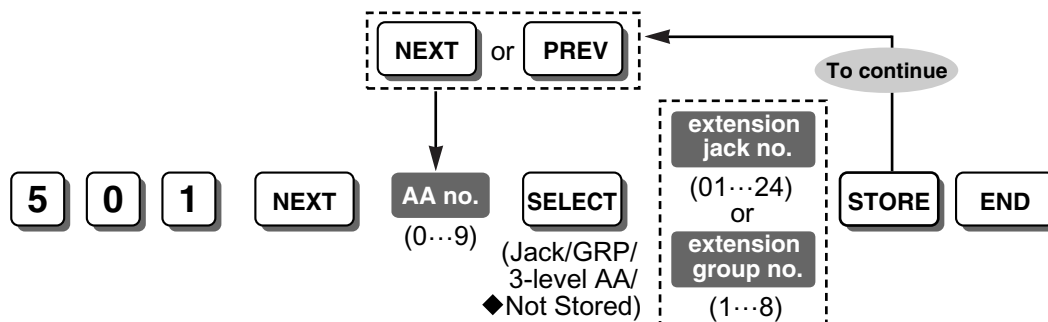 NEXT or PREV
To continue
extension
jack no.
5 0 1 NEXT AA no. SELECT (01···24) STORE END
(0···9) or
(Jack/GRP/
3-level AA/
◆Not Stored)
extension
group no.
(1···8)